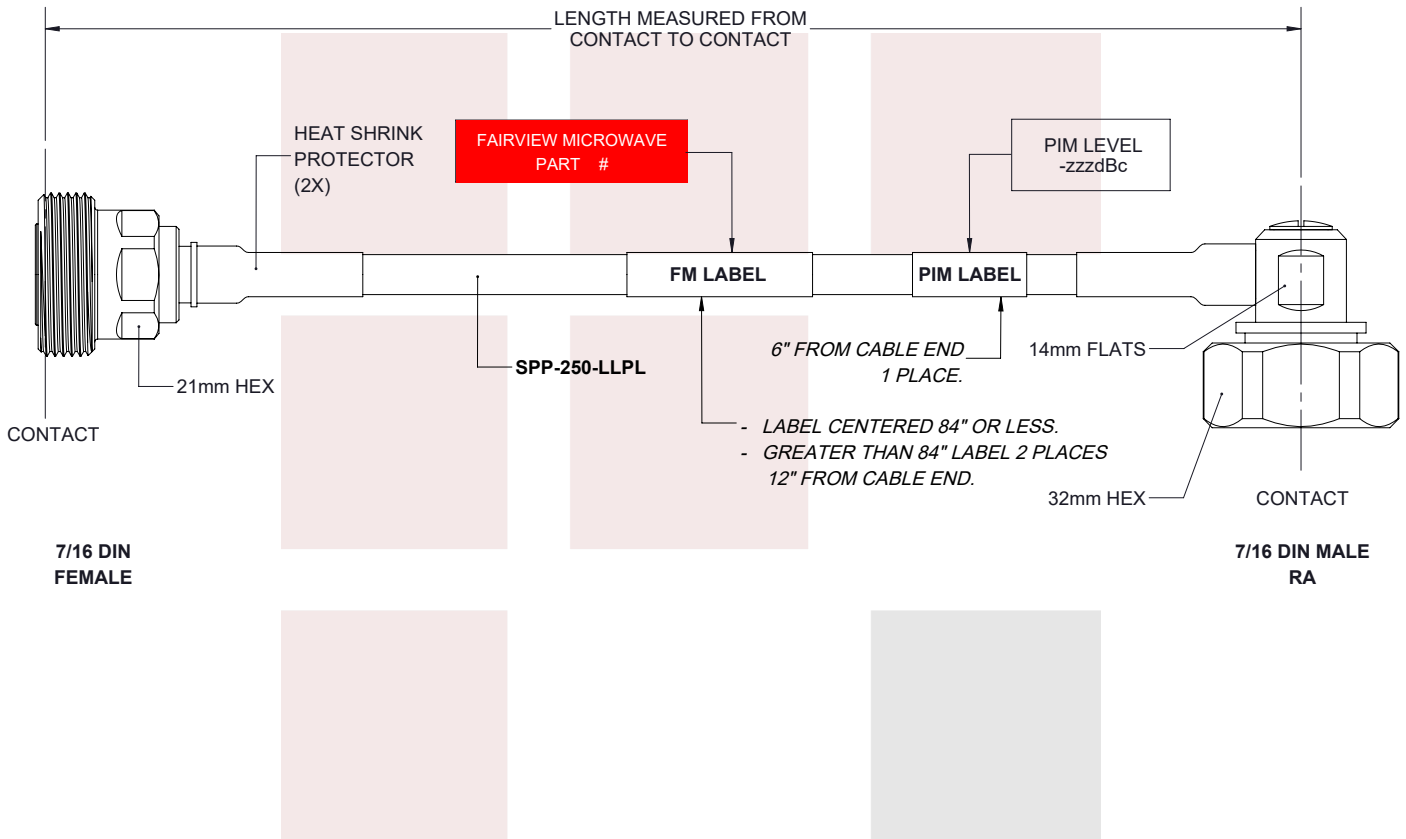 LENGTH MEASURED FROM
CONTACT TO CONTACT
HEAT SHRINK
PROTECTOR
(2X)
FAIRVIEW MICROWAVE
PART #
PIM LEVEL
-zzzdBc
FM LABEL
PIM LABEL
21mm HEX
SPP-250-LLPL
6" FROM CABLE END
1 PLACE.
14mm FLATS
CONTACT
- LABEL CENTERED 84" OR LESS.
- GREATER THAN 84" LABEL 2 PLACES
12" FROM CABLE END.
32mm HEX
CONTACT
7/16 DIN
FEMALE
7/16 DIN MALE
RA